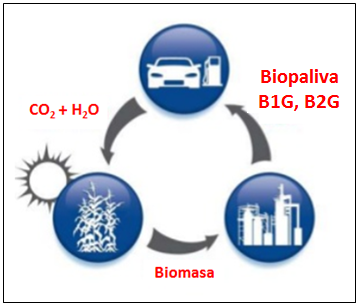 Biopaliva
B1G, B2G
CO₂ + H₂O
Biomasa